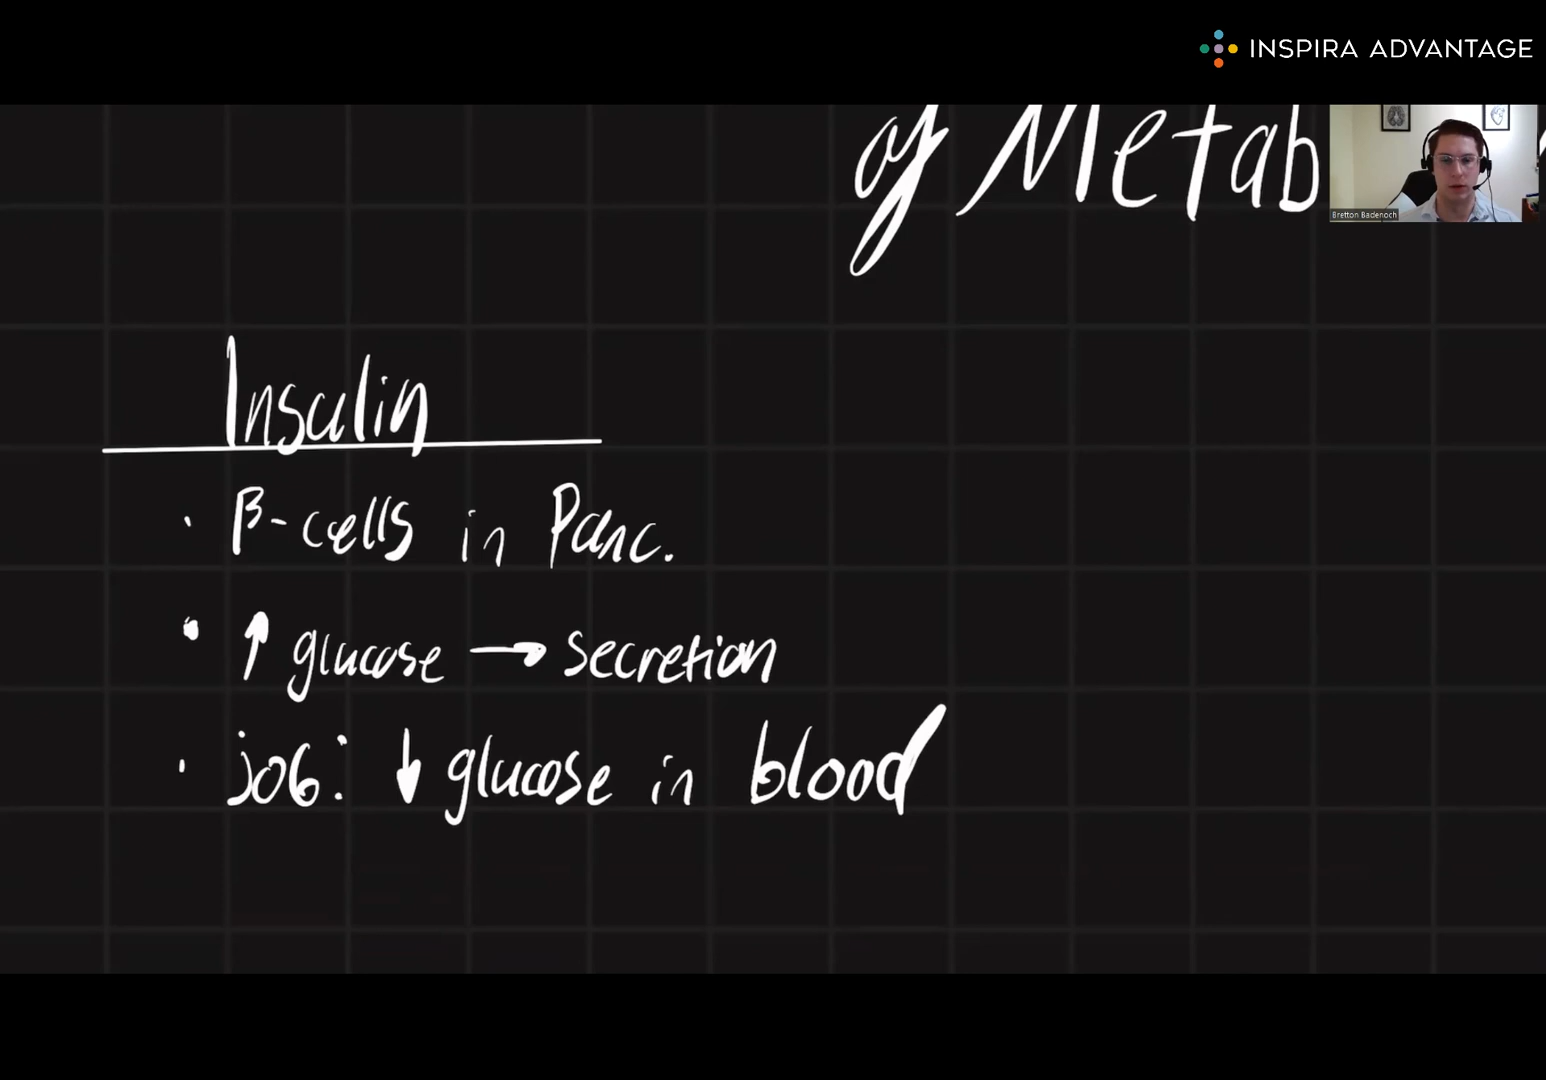 INSPIRA ADVANTAGE
of Metab
Bretton Badenoch
Insulin
· β-cells in Panc.
• ↑ glucose → secretion
· job: ↓ glucose in blood